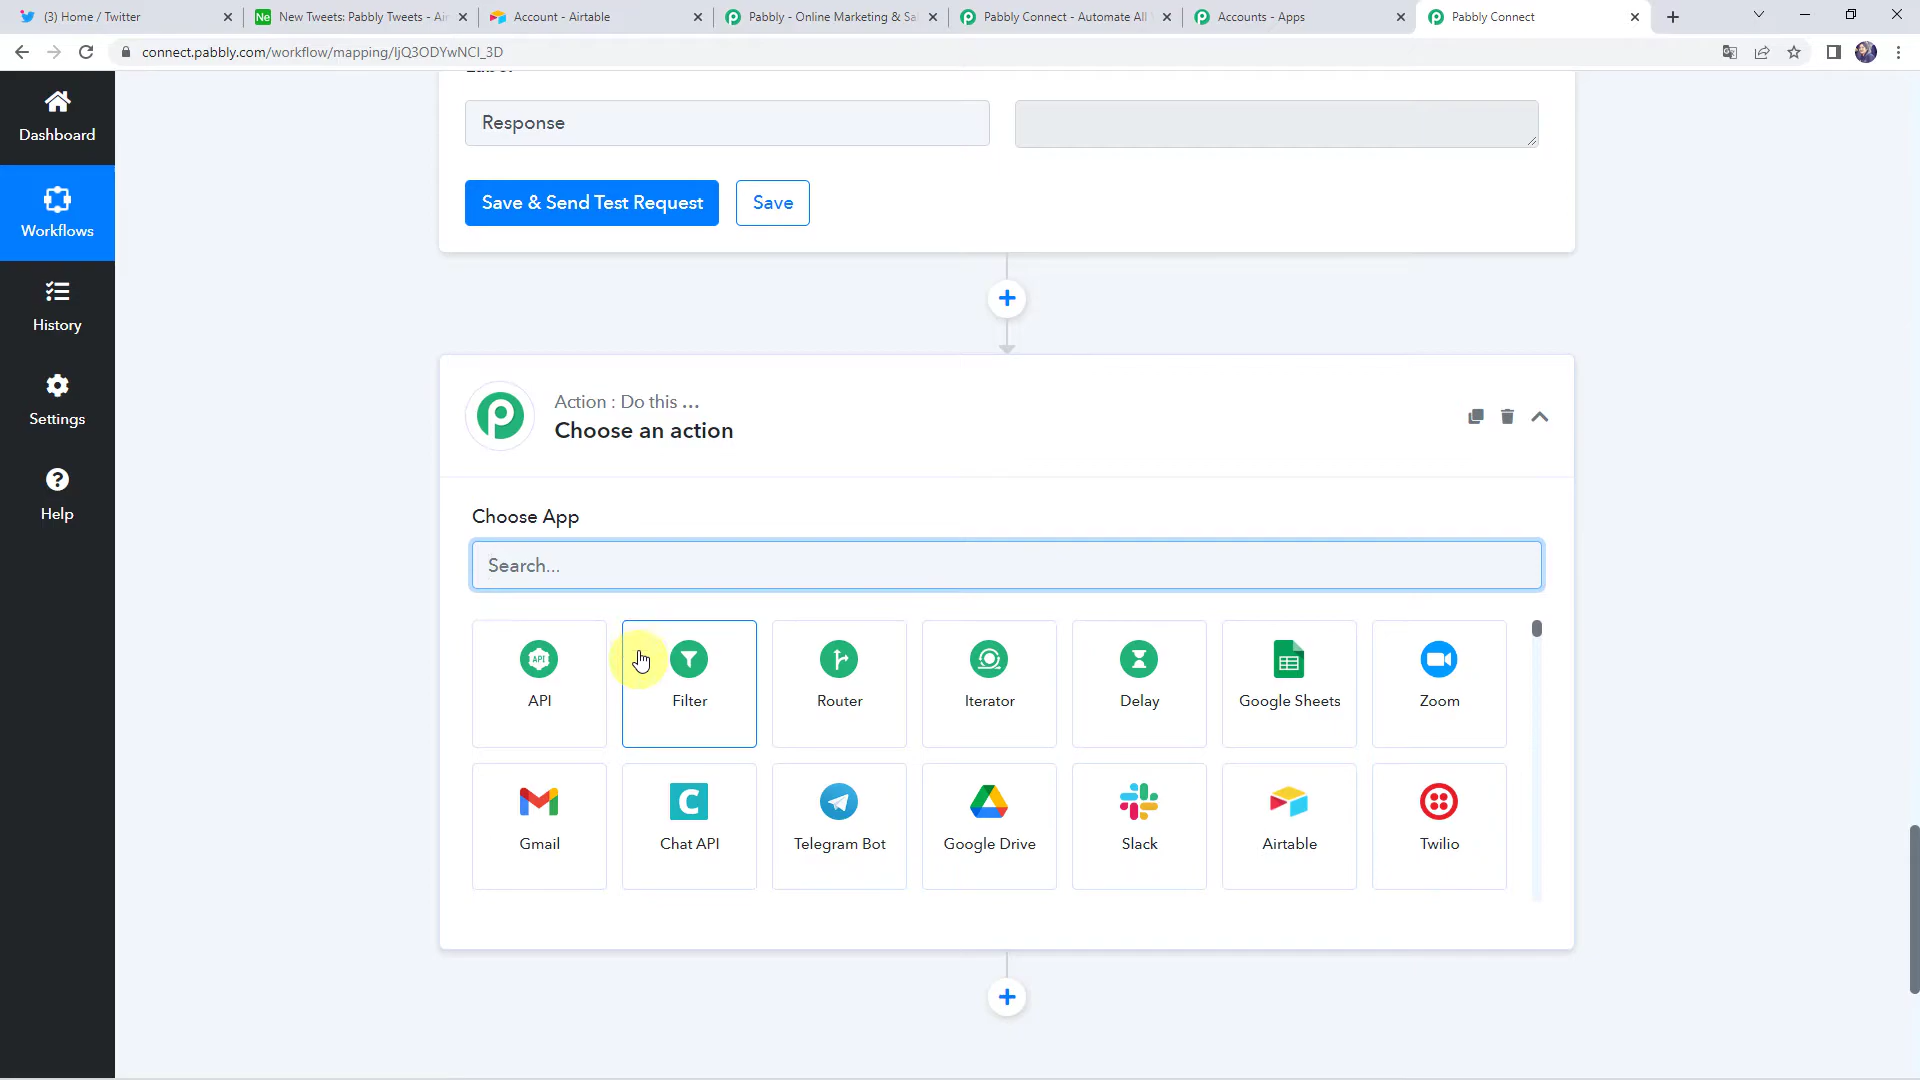 (3) Home / Twitter
New Tweets: Pabbly Tweets - Air
Account - Airtable
Pabbly - Online Marketing & Sal
Pabbly Connect - Automate All
Accounts - Apps
Pabbly Connect
connect.pabbly.com/workflow/mapping/IjQ3ODYwNCI_3D
Dashboard
Workflows
History
Settings
Help
Label
Response
Save & Send Test Request
Save
Action : Do this ...
Choose an action
Choose App
Search...
API
Filter
Router
Iterator
Delay
Google Sheets
Zoom
Gmail
Chat API
Telegram Bot
Google Drive
Slack
Airtable
Twilio